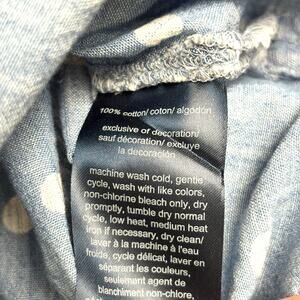 100% cotton/ coton/ algodón
exclusive of decoration/
sauf décoration/ excluye
la decoración
machine wash cold, gentle
cycle, wash with like colors,
non-chlorine bleach only, dry
promptly, tumble dry normal
cycle, low heat, medium heat
iron if necessary, dry clean/
laver à la machine à l'eau
froide, cycle délicat, laver en
séparant les couleurs,
seulement agent de
blanchiment non-chlore,